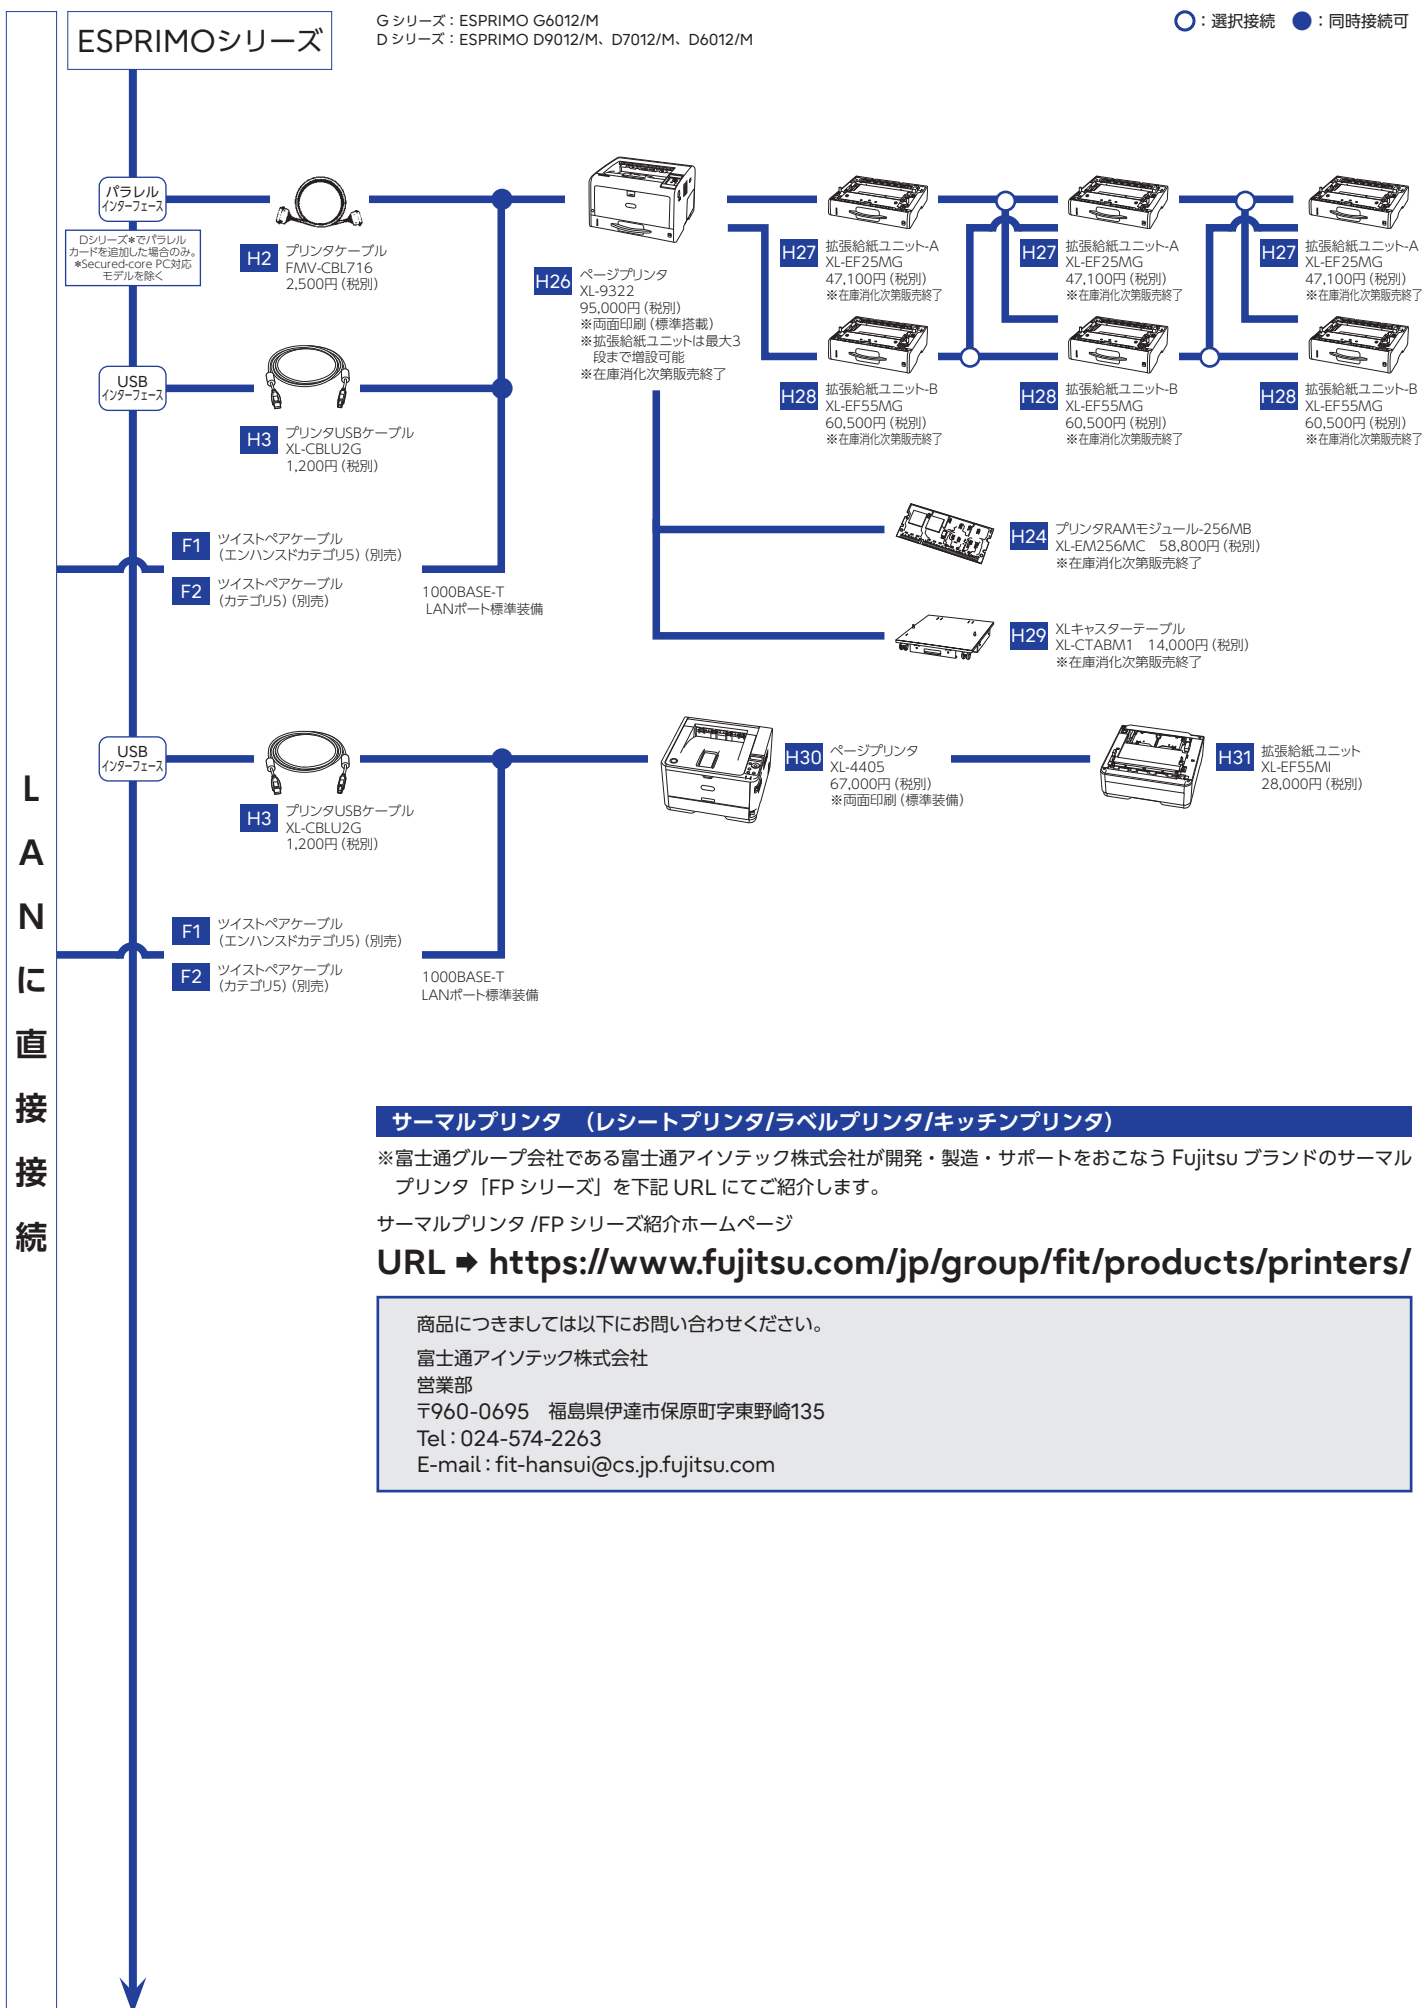 ESPRIMOシリーズ
G シリーズ：ESPRIMO G6012/M
D シリーズ：ESPRIMO D9012/M、D7012/M、D6012/M
○：選択接続　●：同時接続可
パラレル
インターフェース
Dシリーズ*でパラレル
カードを追加した場合のみ。
*Secured-core PC対応
モデルを除く
H2
プリンタケーブル
FMV-CBL716
2,500円（税別）
USB
インターフェース
H3
プリンタUSBケーブル
XL-CBLU2G
1,200円（税別）
F1
ツイストペアケーブル
（エンハンスドカテゴリ5）（別売）
F2
ツイストペアケーブル
（カテゴリ5）（別売）
1000BASE-T
LANポート標準装備
H26
ページプリンタ
XL-9322
95,000円（税別）
※両面印刷（標準搭載）
※拡張給紙ユニットは最大3
段まで増設可能
※在庫消化次第販売終了
H27
拡張給紙ユニット-A
XL-EF25MG
47,100円（税別）
※在庫消化次第販売終了
H28
拡張給紙ユニット-B
XL-EF55MG
60,500円（税別）
※在庫消化次第販売終了
H27
拡張給紙ユニット-A
XL-EF25MG
47,100円（税別）
※在庫消化次第販売終了
H28
拡張給紙ユニット-B
XL-EF55MG
60,500円（税別）
※在庫消化次第販売終了
H27
拡張給紙ユニット-A
XL-EF25MG
47,100円（税別）
※在庫消化次第販売終了
H28
拡張給紙ユニット-B
XL-EF55MG
60,500円（税別）
※在庫消化次第販売終了
H24
プリンタRAMモジュール-256MB
XL-EM256MC　58,800円（税別）
※在庫消化次第販売終了
H29
XLキャスターテーブル
XL-CTABM1　14,000円（税別）
※在庫消化次第販売終了
USB
インターフェース
H3
プリンタUSBケーブル
XL-CBLU2G
1,200円（税別）
F1
ツイストペアケーブル
（エンハンスドカテゴリ5）（別売）
F2
ツイストペアケーブル
（カテゴリ5）（別売）
1000BASE-T
LANポート標準装備
H30
ページプリンタ
XL-4405
67,000円（税別）
※両面印刷（標準装備）
H31
拡張給紙ユニット
XL-EF55MI
28,000円（税別）
LANに直接接続
サーマルプリンタ　（レシートプリンタ/ラベルプリンタ/キッチンプリンタ）
※富士通グループ会社である富士通アイソテック株式会社が開発・製造・サポートをおこなう Fujitsu ブランドのサーマル
プリンタ「FP シリーズ」を下記 URL にてご紹介します。
サーマルプリンタ /FP シリーズ紹介ホームページ
URL ➡ https://www.fujitsu.com/jp/group/fit/products/printers/
商品につきましては以下にお問い合わせください。
富士通アイソテック株式会社
営業部
〒960-0695　福島県伊達市保原町字東野崎135
Tel：024-574-2263
E-mail：fit-hansui@cs.jp.fujitsu.com